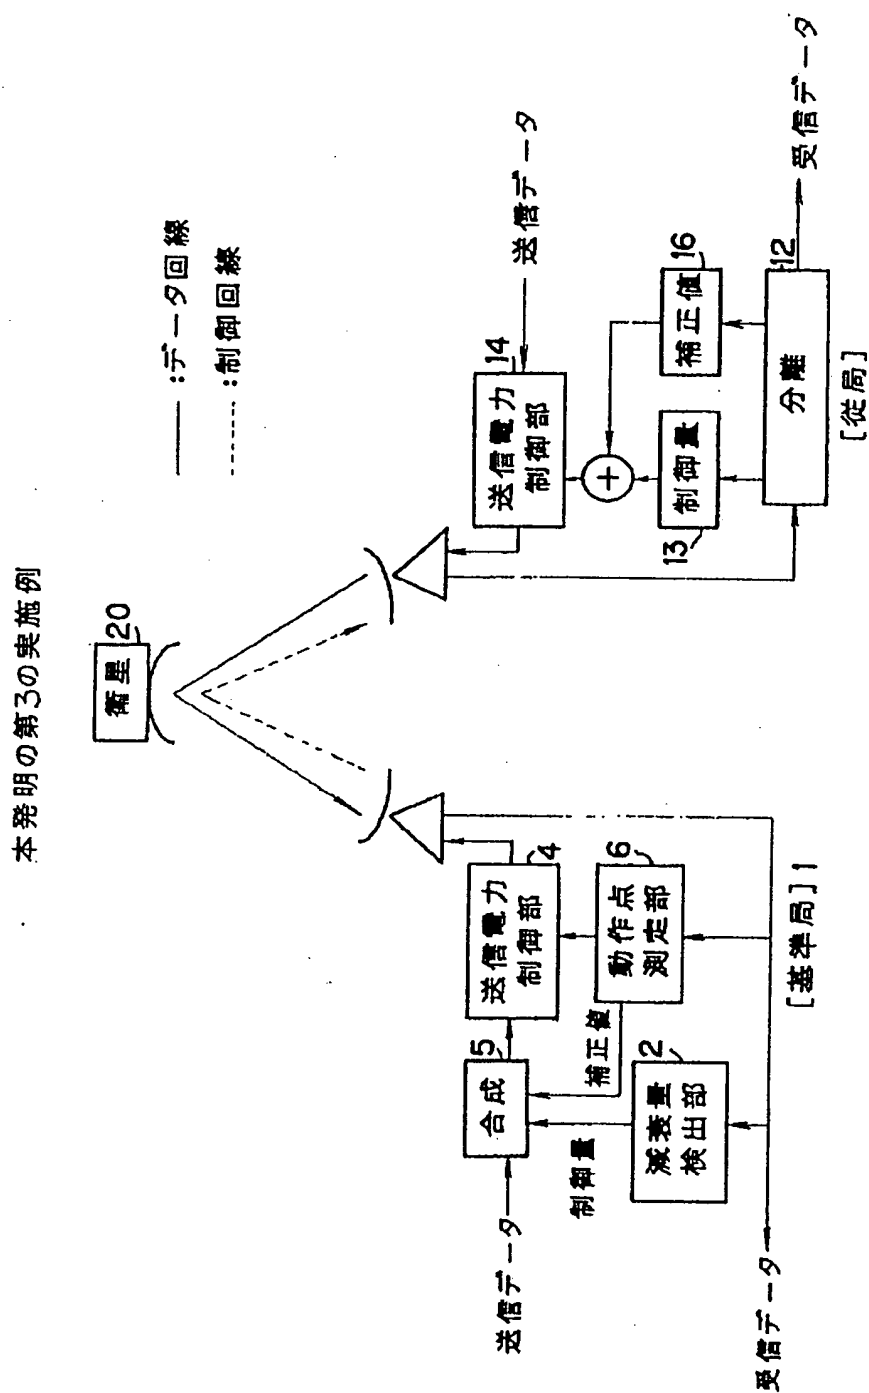 本発明の第3の実施例
——:データ回線
-----:制御回線
衛星
20
送信データ
合成
5
送信電力
制御部
4
制御量
補正値
動作点
測定部
6
減衰量
検出部
2
受信データ
[基準局]1
送信電力
制御部
14
送信データ
+
制御量
13
補正値
16
分離
12
受信データ
[従局]